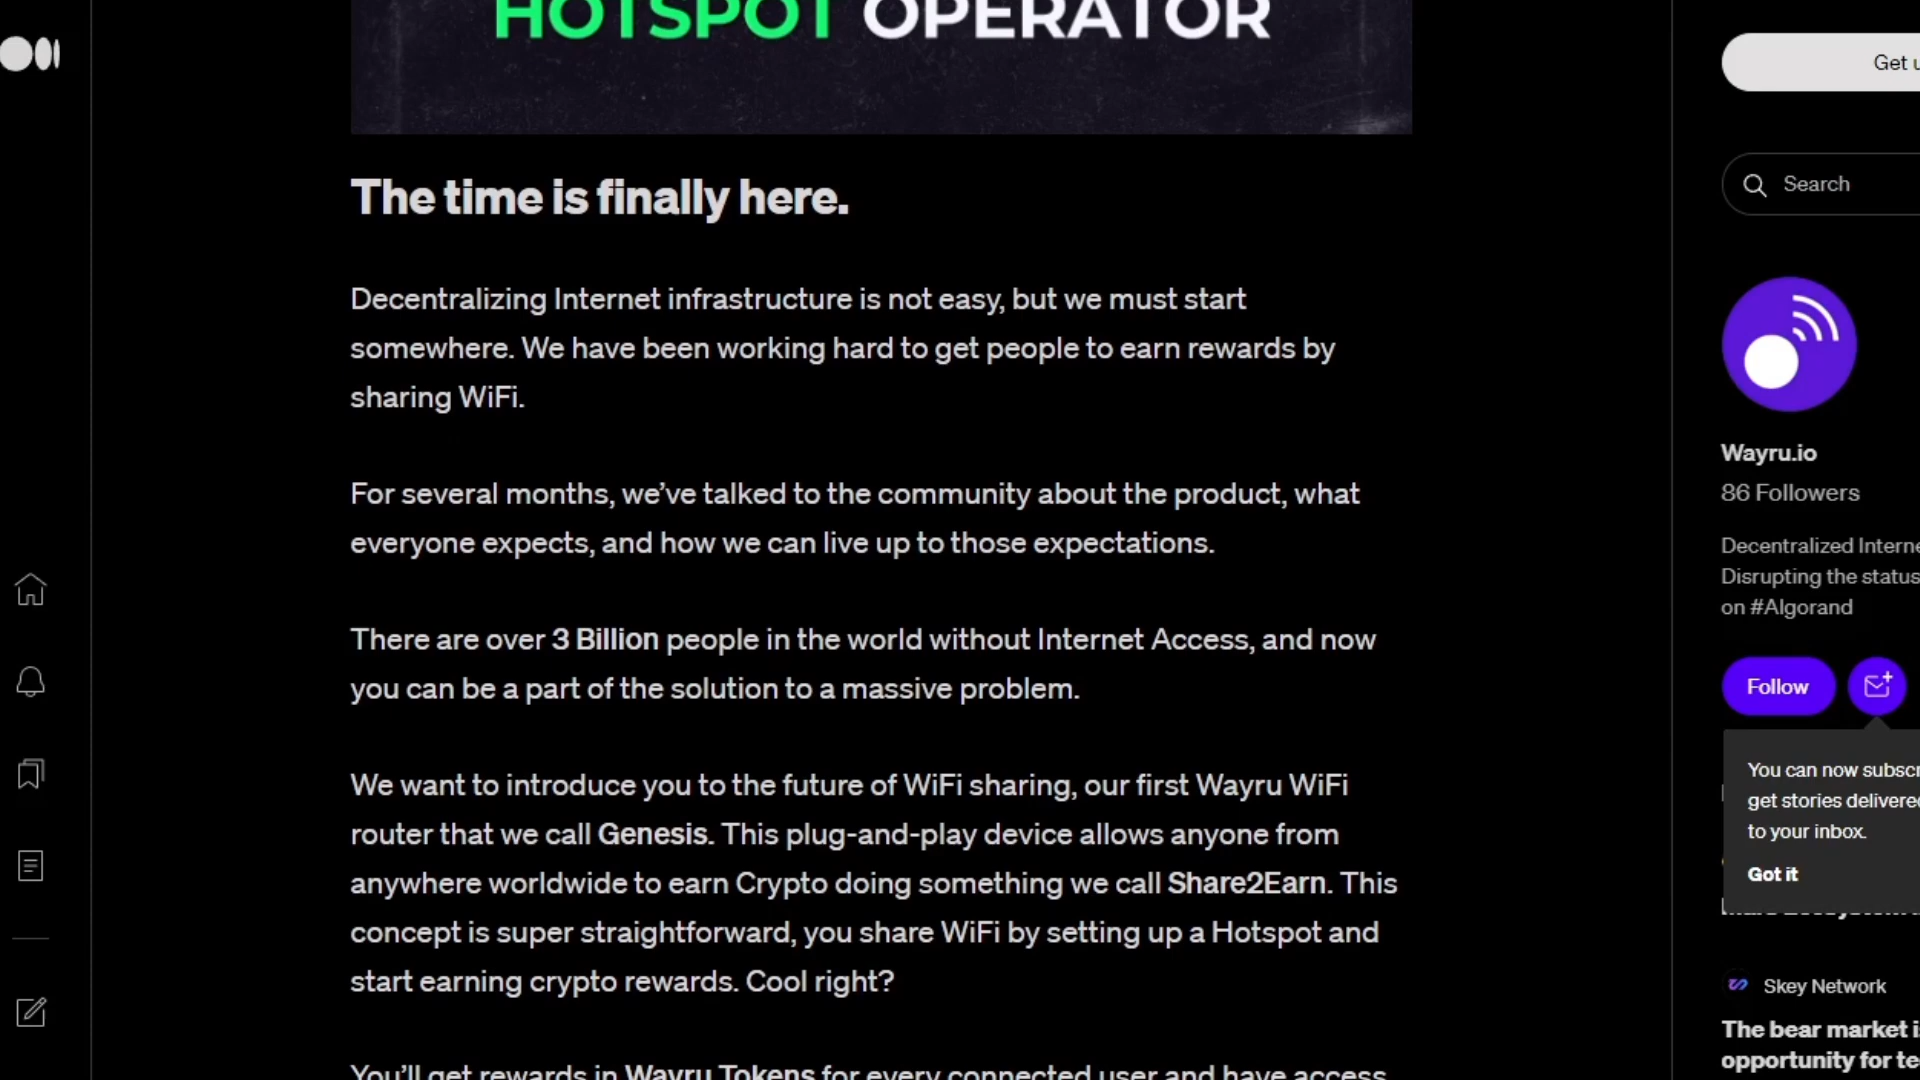 HOTSPOT OPERATOR
The time is finally here.
Decentralizing Internet infrastructure is not easy, but we must start
somewhere. We have been working hard to get people to earn rewards by
sharing WiFi.
For several months, we’ve talked to the community about the product, what
everyone expects, and how we can live up to those expectations.
There are over 3 Billion people in the world without Internet Access, and now
you can be a part of the solution to a massive problem.
We want to introduce you to the future of WiFi sharing, our first Wayru WiFi
router that we call Genesis. This plug-and-play device allows anyone from
anywhere worldwide to earn Crypto doing something we call Share2Earn. This
concept is super straightforward, you share WiFi by setting up a Hotspot and
start earning crypto rewards. Cool right?
You’ll get rewards in Wayru Tokens for every connected user and have access
Get
Search
Wayru.io
86 Followers
Decentralized
Disrupting the status
on #Algorand
Follow
You can now
get stories
to your inbox.
Got it
Skey Network
The bear market
opportunity for